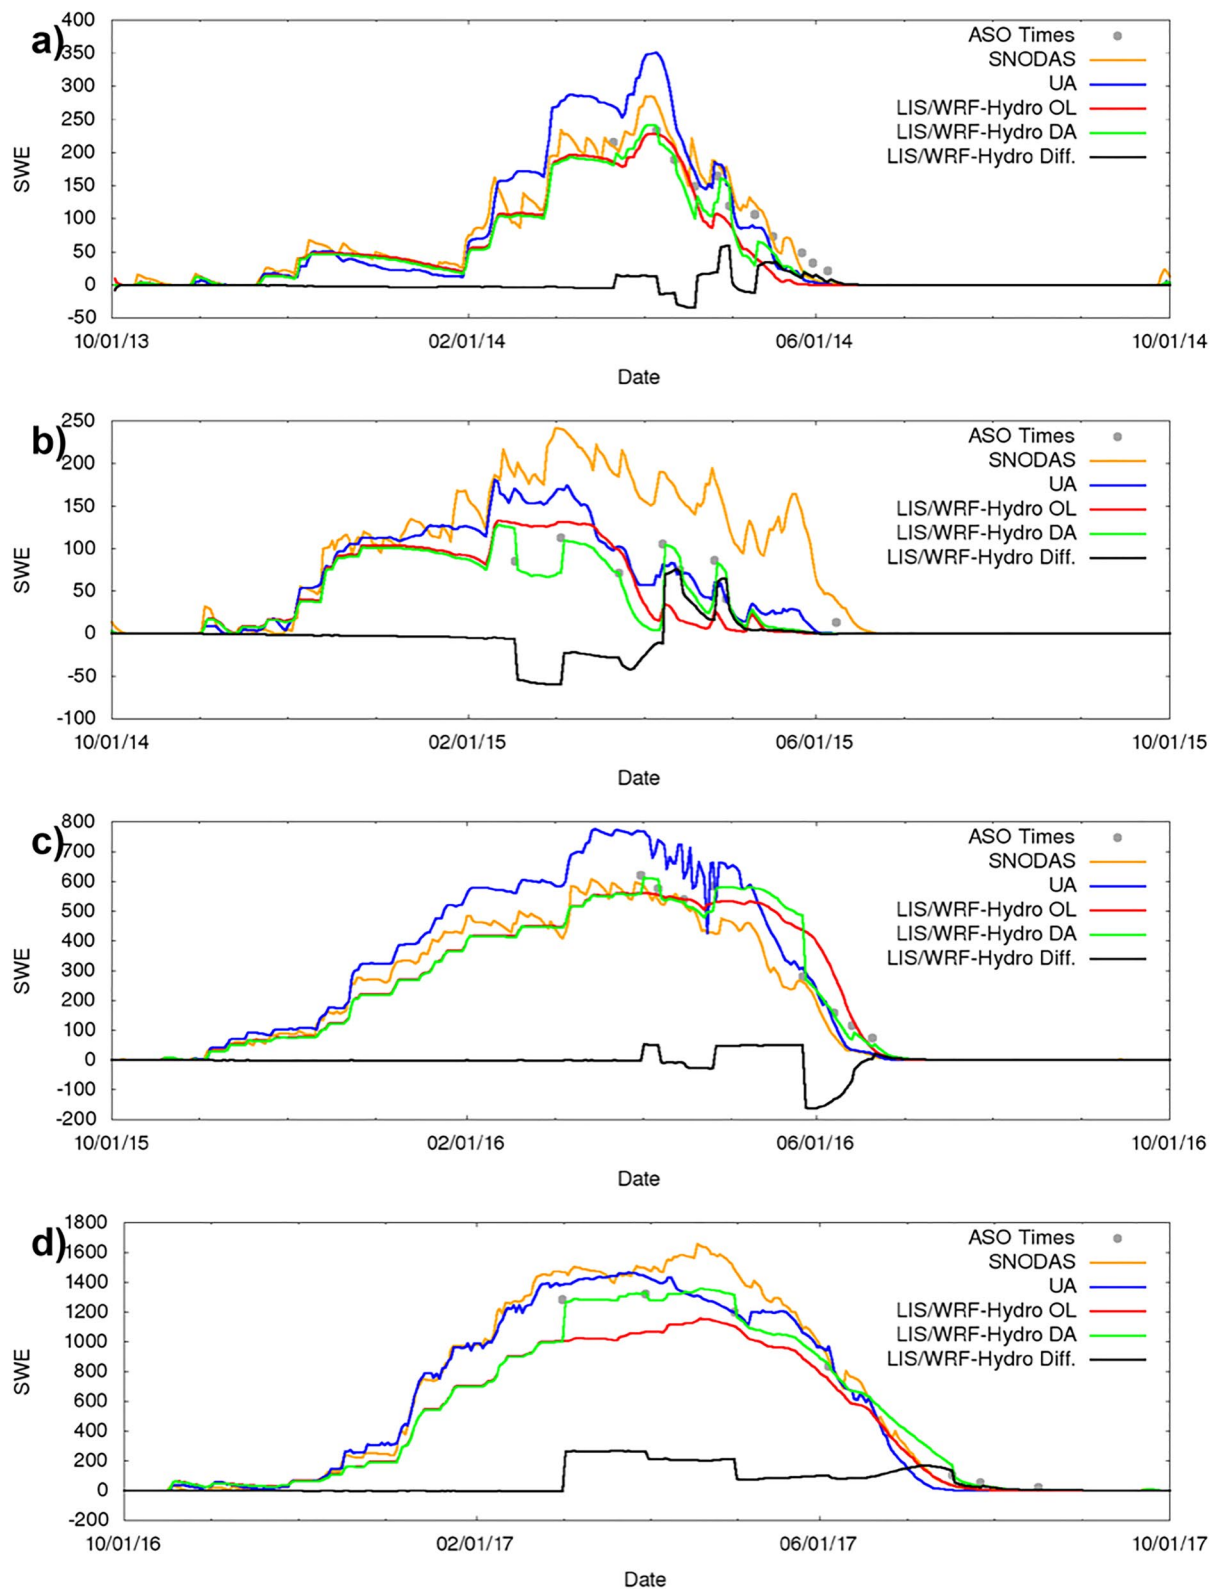 a)
400
350
300
250
200
150
100
50
0
-50
SWE
ASO Times
SNODAS
UA
LIS/WRF-Hydro OL
LIS/WRF-Hydro DA
LIS/WRF-Hydro Diff.
10/01/13 02/01/14 06/01/14 10/01/14
Date
b)
250
200
150
100
50
0
-50
-100
SWE
ASO Times
SNODAS
UA
LIS/WRF-Hydro OL
LIS/WRF-Hydro DA
LIS/WRF-Hydro Diff.
10/01/14 02/01/15 06/01/15 10/01/15
Date
c)
800
700
600
500
400
300
200
100
0
-100
-200
SWE
ASO Times
SNODAS
UA
LIS/WRF-Hydro OL
LIS/WRF-Hydro DA
LIS/WRF-Hydro Diff.
10/01/15 02/01/16 06/01/16 10/01/16
Date
d)
1800
1600
1400
1200
1000
800
600
400
200
0
-200
SWE
ASO Times
SNODAS
UA
LIS/WRF-Hydro OL
LIS/WRF-Hydro DA
LIS/WRF-Hydro Diff.
10/01/16 02/01/17 06/01/17 10/01/17
Date